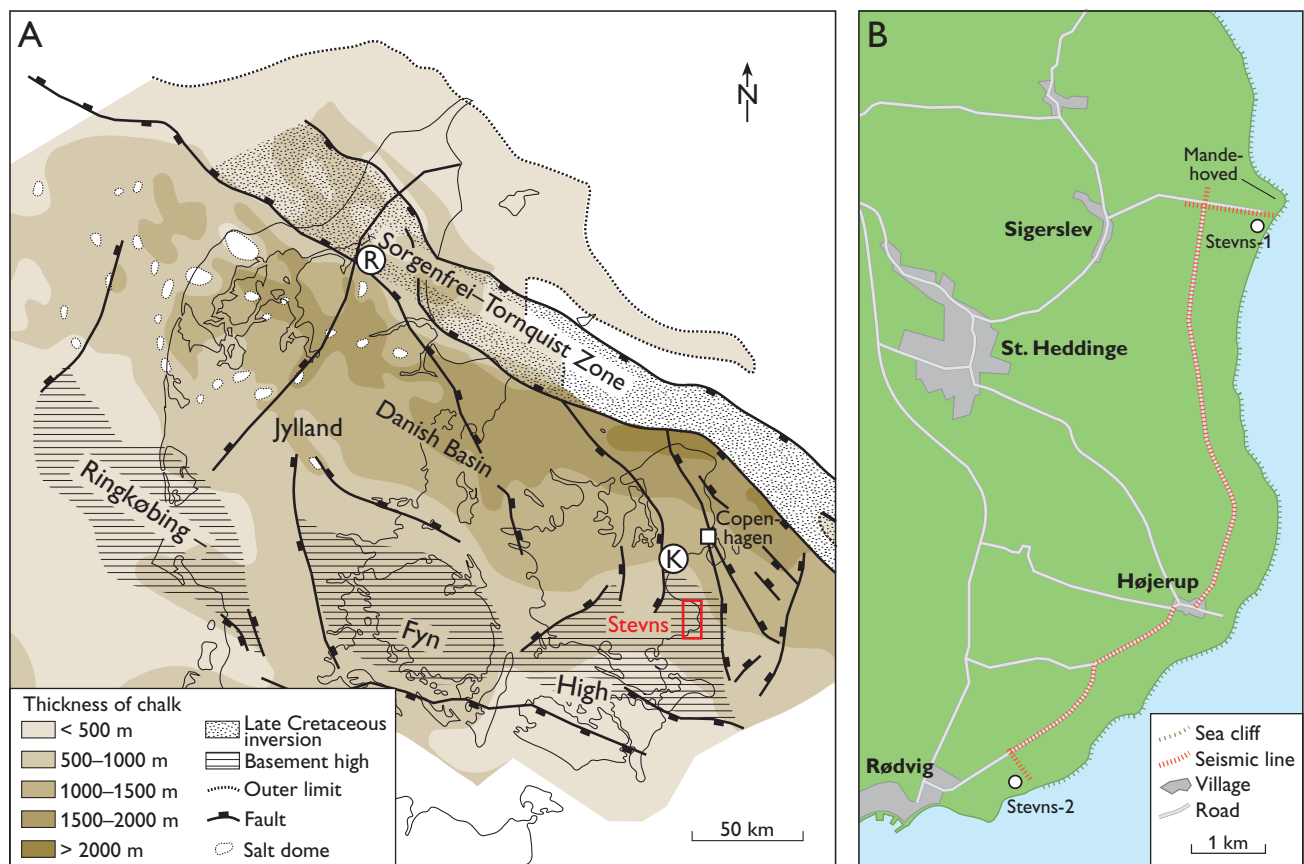 A
N
R
Sorgenfrei–Tornquist Zone
Jylland
Danish Basin
Ringkøbing –
Copen-
hagen
K
Stevns
Fyn
High
Thickness of chalk
< 500 m
500–1000 m
1000–1500 m
1500–2000 m
> 2000 m
Late Cretaceous
inversion
Basement high
Outer limit
Fault
Salt dome
50 km
B
Mande-
hoved
Sigerslev
Stevns-1
St. Heddinge
Højerup
Rødvig
Stevns-2
Sea cliff
Seismic line
Village
Road
1 km